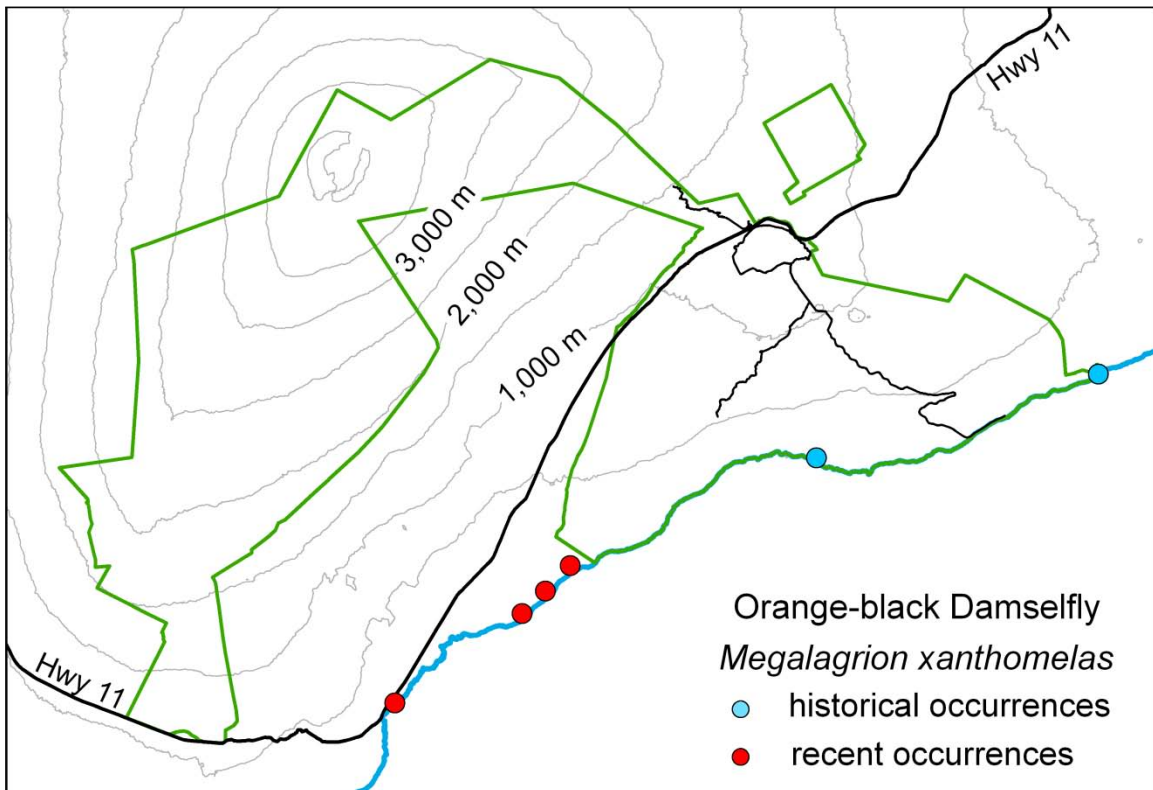 Hwy 11
3,000 m
2,000 m
1,000 m
Hwy 11
Orange-black Damselfly
Megalagrion xanthomelas
historical occurrences
recent occurrences